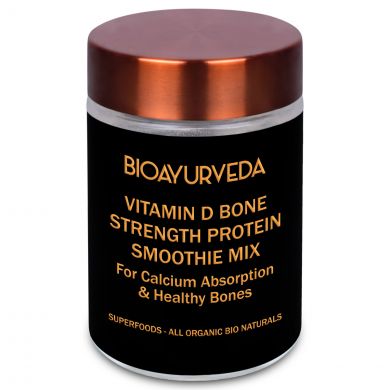 BIOAYURVEDA
VITAMIN D BONE
STRENGTH PROTEIN
SMOOTHIE MIX
For Calcium Absorption
& Healthy Bones
SUPERFOODS - ALL ORGANIC BIO NATURALS